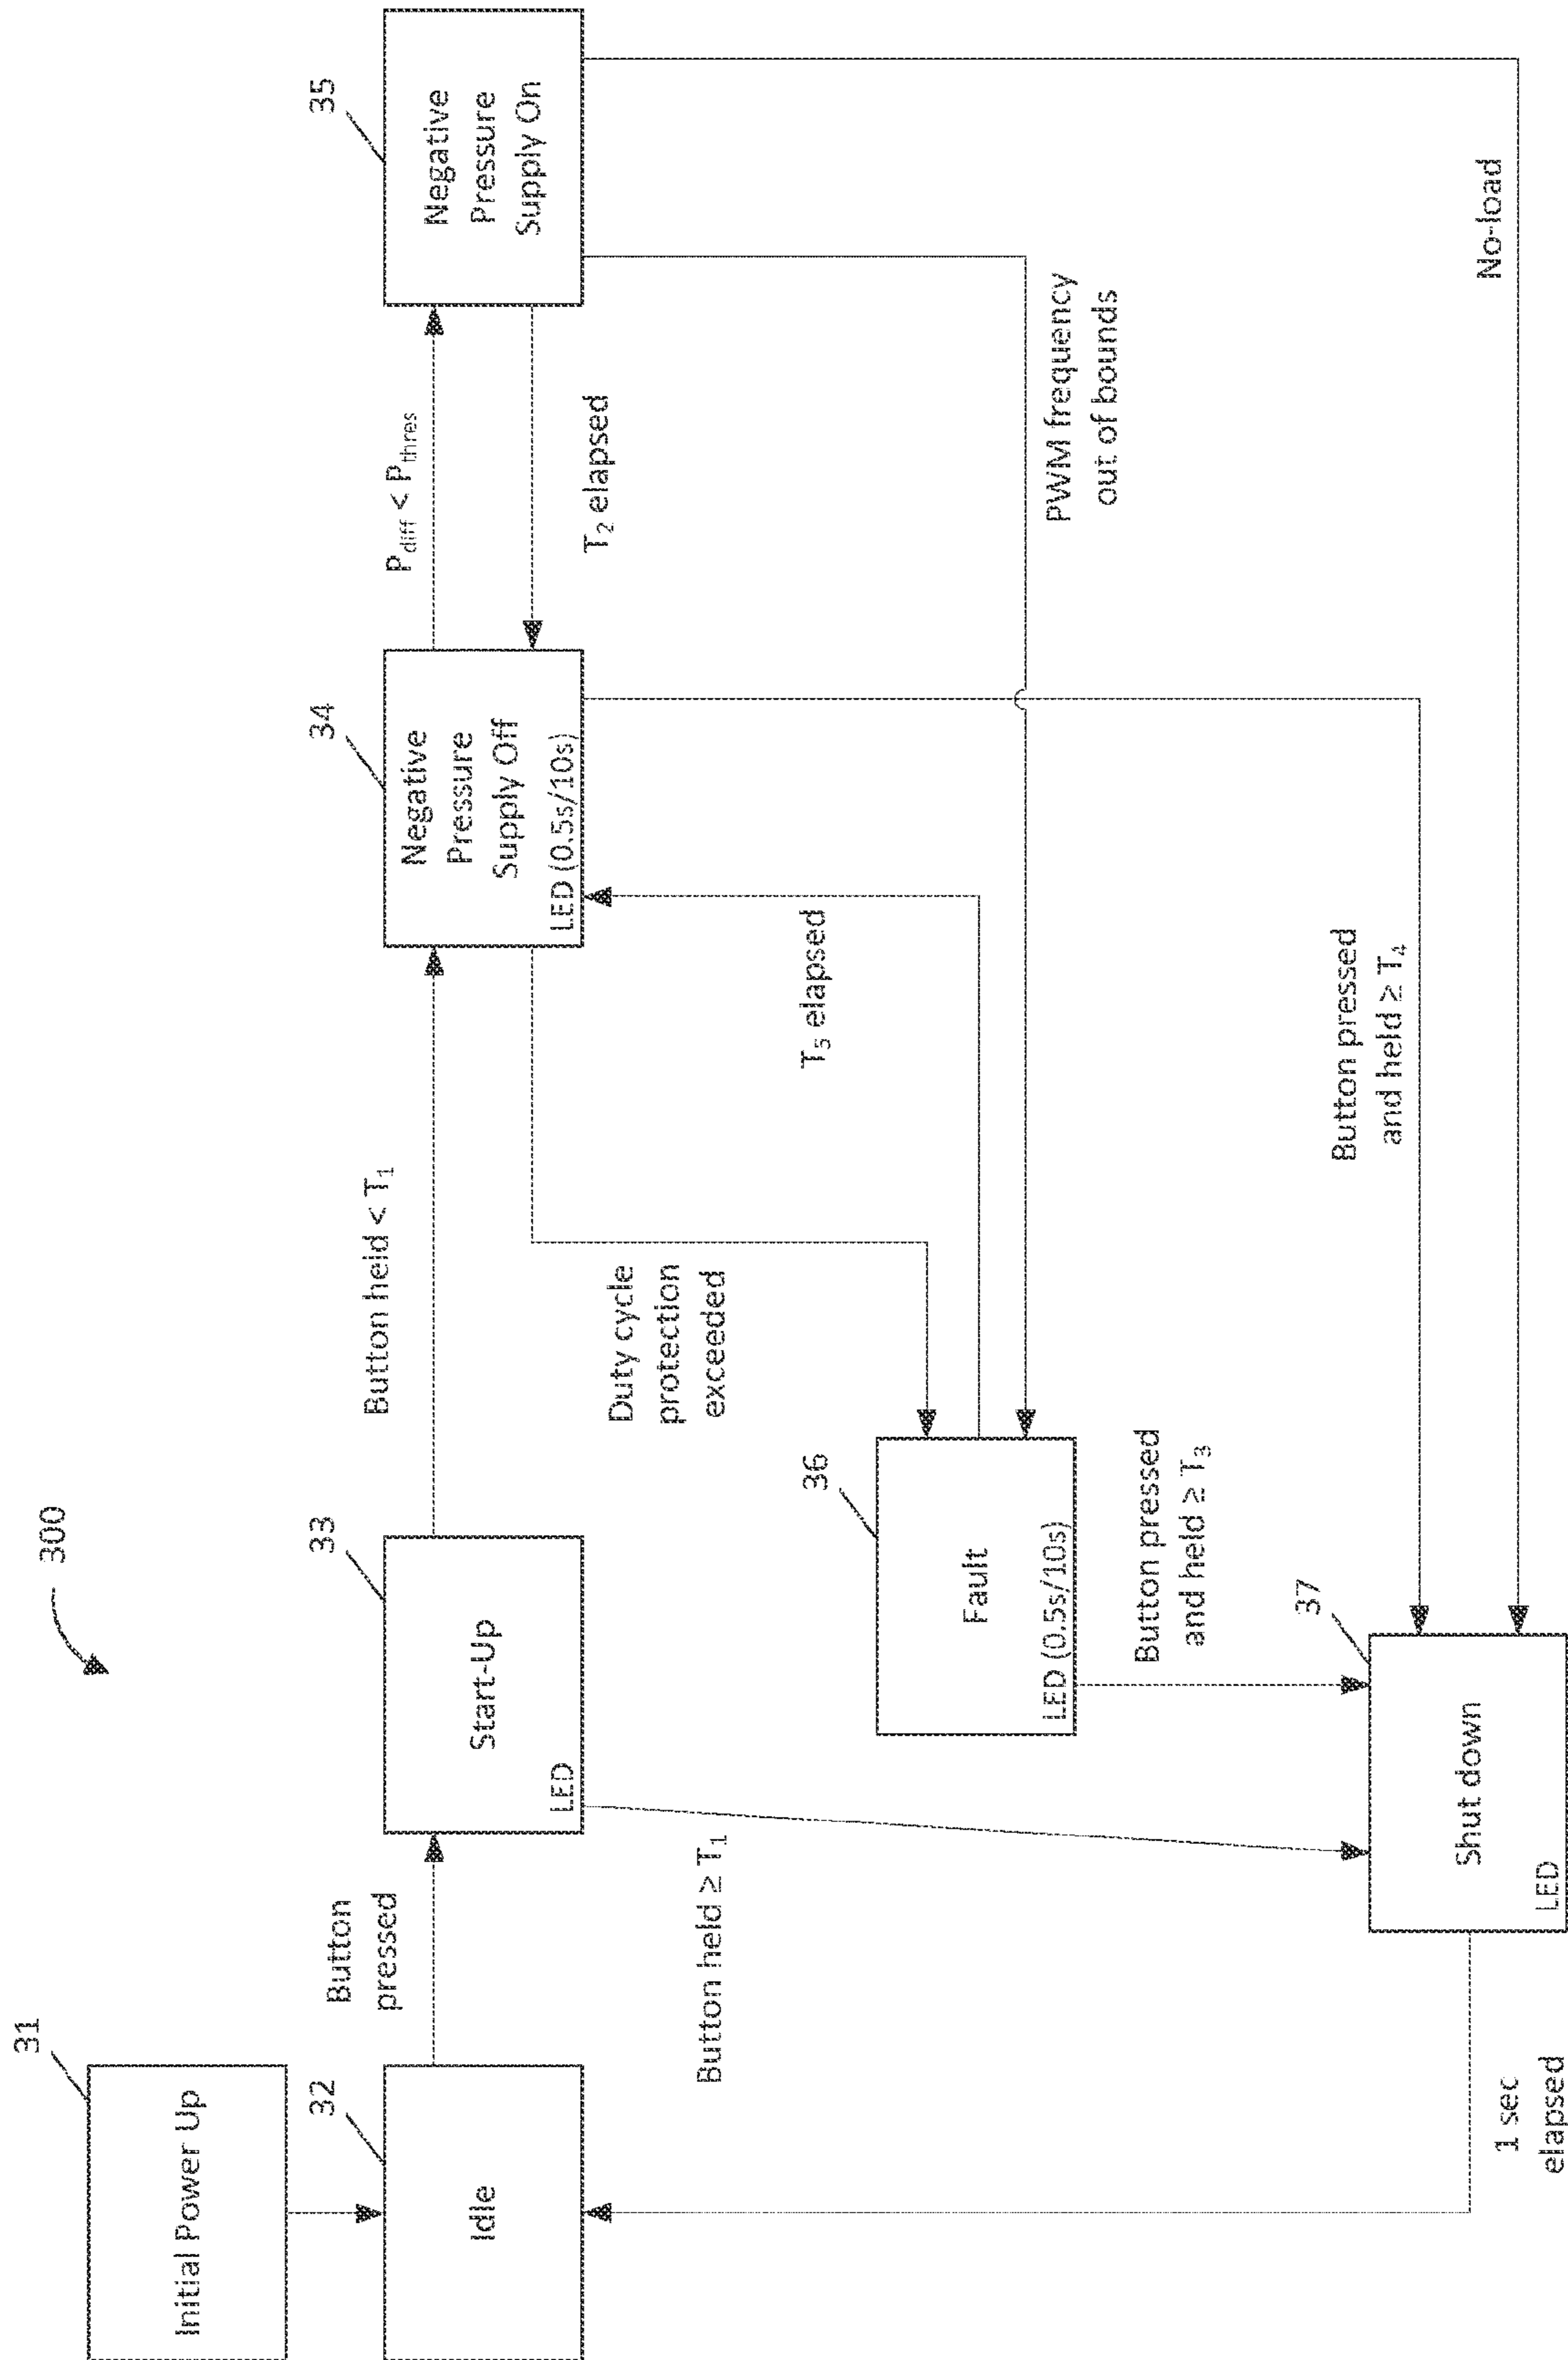 300
31
Initial Power Up
32
Idle
Button
pressed
33
Start-Up
LED
Button held < T₁
34
Negative
Pressure
Supply Off
LED (0.5s/10s)
P_diff < P_thres
T₂ elapsed
35
Negative
Pressure
Supply On
Button held ≥ T₁
Duty cycle
protection
exceeded
T₅ elapsed
36
Fault
LED (0.5s/10s)
PWM frequency
out of bounds
Button pressed
and held ≥ T₃
Button pressed
and held ≥ T₄
37
Shut down
LED
No-load
1 sec
elapsed